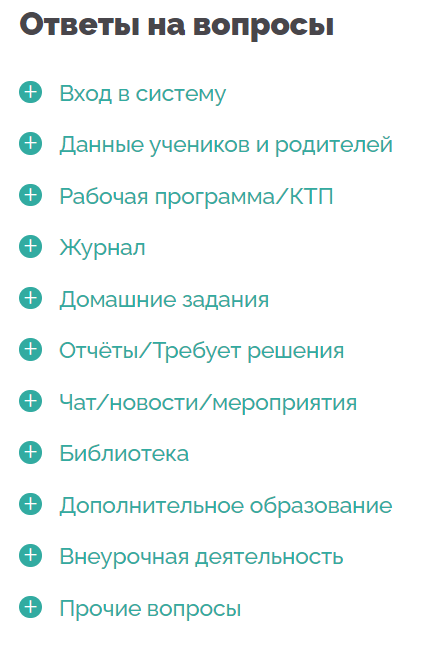 Ответы на вопросы
Вход в систему
Данные учеников и родителей
Рабочая программа/КТП
Журнал
Домашние задания
Отчёты/Требует решения
Чат/новости/мероприятия
Библиотека
Дополнительное образование
Внеурочная деятельность
Прочие вопросы